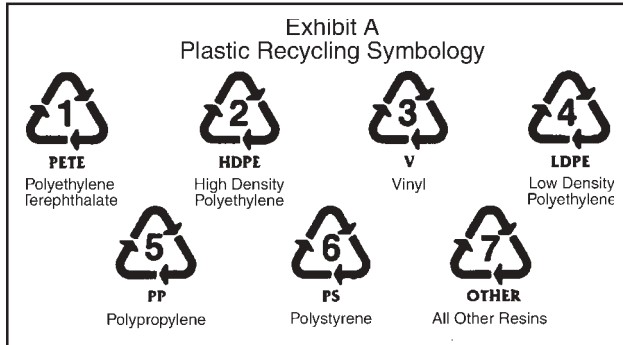 Exhibit A
Plastic Recycling Symbology
1 2 3 4
PETE HDPE V LDPE
Polyethylene High Density Vinyl Low Density
Terephthalate Polyethylene Polyethylene
5 6 7
PP PS OTHER
Polypropylene Polystyrene All Other Resins